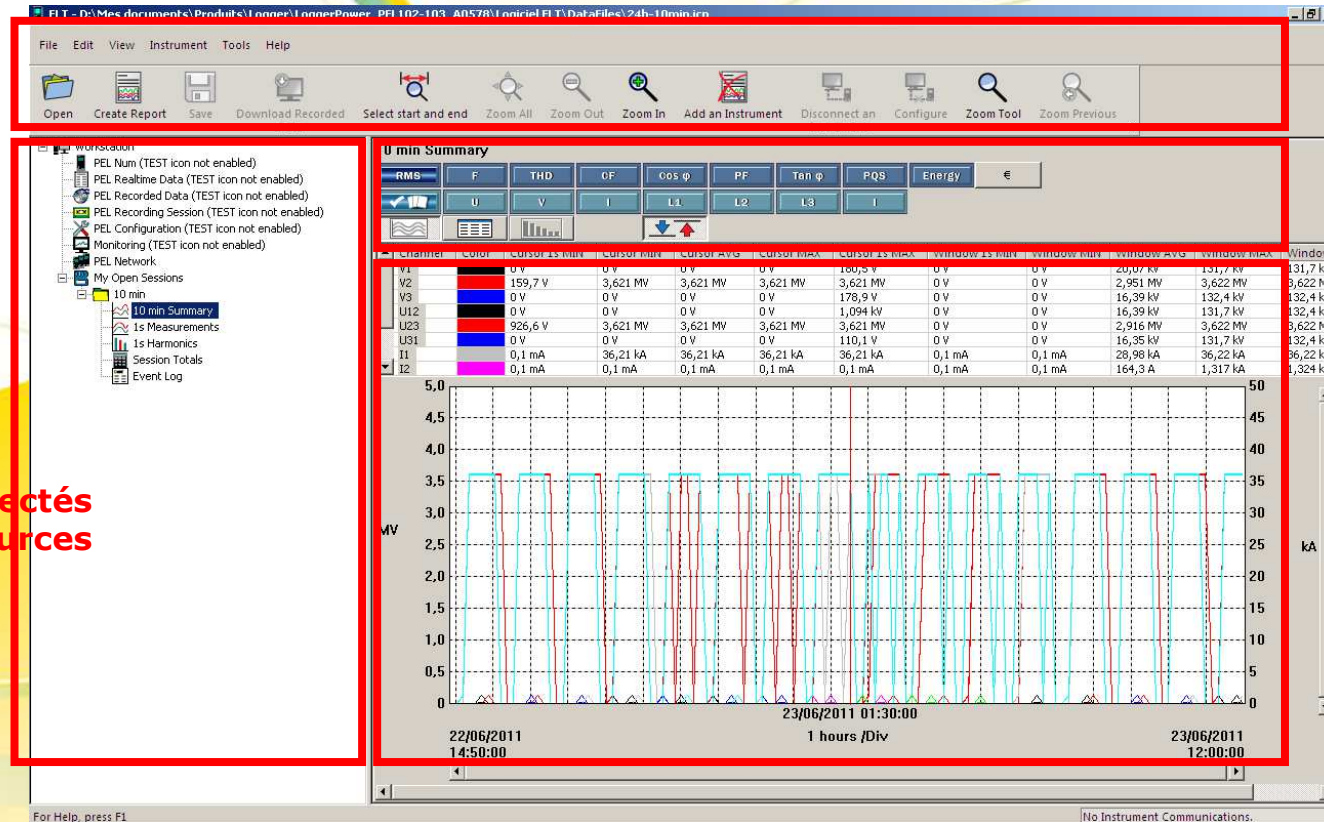 ELT - D:\Mes documents\Produits\Logger\LoggerPower_PEL102-103_A0578\Logiciel ELT\DataFiles\24h-10min.icp
File Edit View Instrument Tools Help
Open Create Report Save Download Recorded Select start and end Zoom All Zoom Out Zoom In Add an Instrument Disconnect an Configure Zoom Tool Zoom Previous
Workstation
PEL Num (TEST icon not enabled)
PEL Realtime Data (TEST icon not enabled)
PEL Recorded Data (TEST icon not enabled)
PEL Recording Session (TEST icon not enabled)
PEL Configuration (TEST icon not enabled)
Monitoring (TEST icon not enabled)
PEL Network
My Open Sessions
10 min
10 min Summary
1s Measurements
1s Harmonics
Session Totals
Event Log
ectés
urces
0 min Summary
RMS F THD CF Cos φ PF Tan φ PQS Energy €
U V I L1 L2 L3 I
Channel Color Cursor 1s MIN Cursor MIN Cursor AVG Cursor MAX Cursor 1s MAX Window 1s MIN Window MIN Window AVG Window MAX Windo
V1 0 V 0 V 0 V 0 V 180,5 V 0 V 0 V 20,07 kV 131,7 kV 131,7 k
V2 159,7 V 3,621 MV 3,621 MV 3,621 MV 3,621 MV 0 V 0 V 2,951 MV 3,622 MV 3,622 M
V3 0 V 0 V 0 V 0 V 178,9 V 0 V 0 V 16,39 kV 132,4 kV 132,4 k
U12 0 V 0 V 0 V 0 V 1,094 kV 0 V 0 V 16,39 kV 131,7 kV 132,4 k
U23 926,6 V 3,621 MV 3,621 MV 3,621 MV 3,621 MV 0 V 0 V 2,916 MV 3,622 MV 3,622 M
U31 0 V 0 V 0 V 0 V 110,1 V 0 V 0 V 16,35 kV 131,7 kV 132,4 k
I1 0,1 mA 36,21 kA 36,21 kA 36,21 kA 36,21 kA 0,1 mA 0,1 mA 28,98 kA 36,22 kA 36,22 k
I2 0,1 mA 0,1 mA 0,1 mA 0,1 mA 0,1 mA 0,1 mA 0,1 mA 164,3 A 1,317 kA 1,324 k
5,0 50
4,5 45
4,0 40
3,5 35
3,0 30
MV
2,5 25 kA
2,0 20
1,5 15
1,0 10
0,5 5
0 0
23/06/2011 01:30:00
22/06/2011 1 hours /Div 23/06/2011
14:50:00 12:00:00
For Help, press F1 No Instrument Communications.